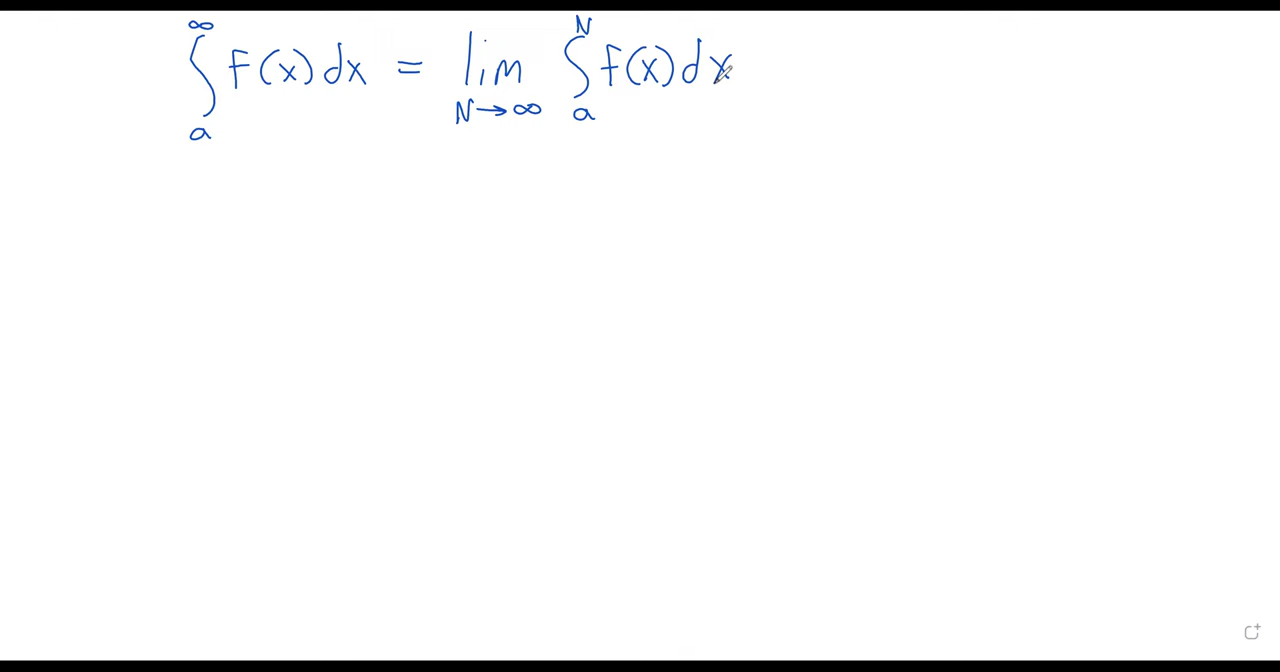 ∫_a^∞ f(x)dx = lim_{N→∞} ∫_a^N f(x)dx